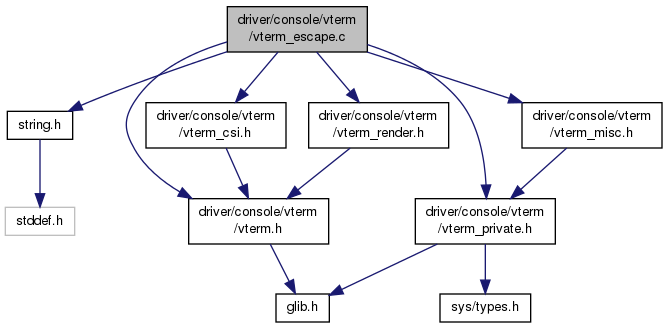 driver/console/vterm
/vterm_escape.c
string.h
driver/console/vterm
/vterm_csi.h
driver/console/vterm
/vterm_render.h
driver/console/vterm
/vterm_misc.h
stddef.h
driver/console/vterm
/vterm.h
driver/console/vterm
/vterm_private.h
glib.h
sys/types.h